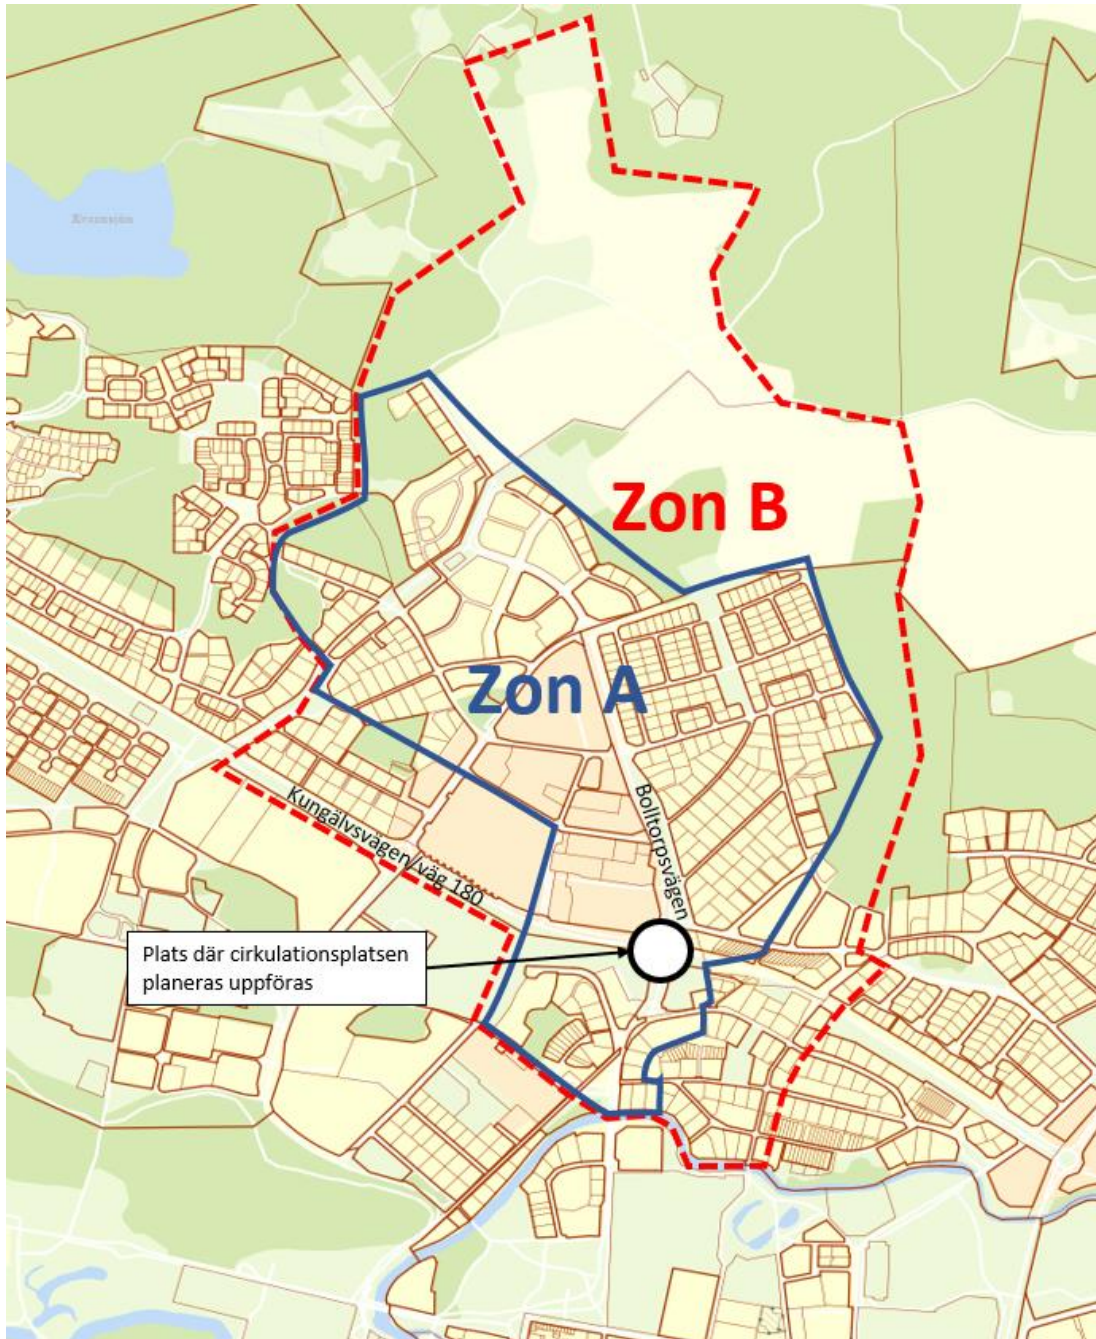 Zon B
Zon A
Kungälvsvägen/väg 180
Bolltorpsvägen
Plats där cirkulationsplatsen
planeras uppföras